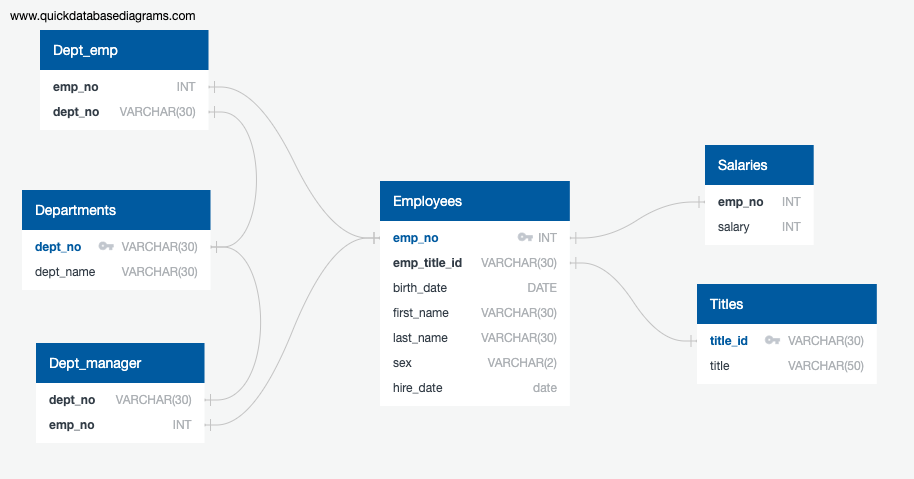 www.quickdatabasediagrams.com
Dept_emp
emp_no INT
dept_no VARCHAR(30)
Departments
dept_no VARCHAR(30)
dept_name VARCHAR(30)
Dept_manager
dept_no VARCHAR(30)
emp_no INT
Employees
emp_no INT
emp_title_id VARCHAR(30)
birth_date DATE
first_name VARCHAR(30)
last_name VARCHAR(30)
sex VARCHAR(2)
hire_date date
Salaries
emp_no INT
salary INT
Titles
title_id VARCHAR(30)
title VARCHAR(50)